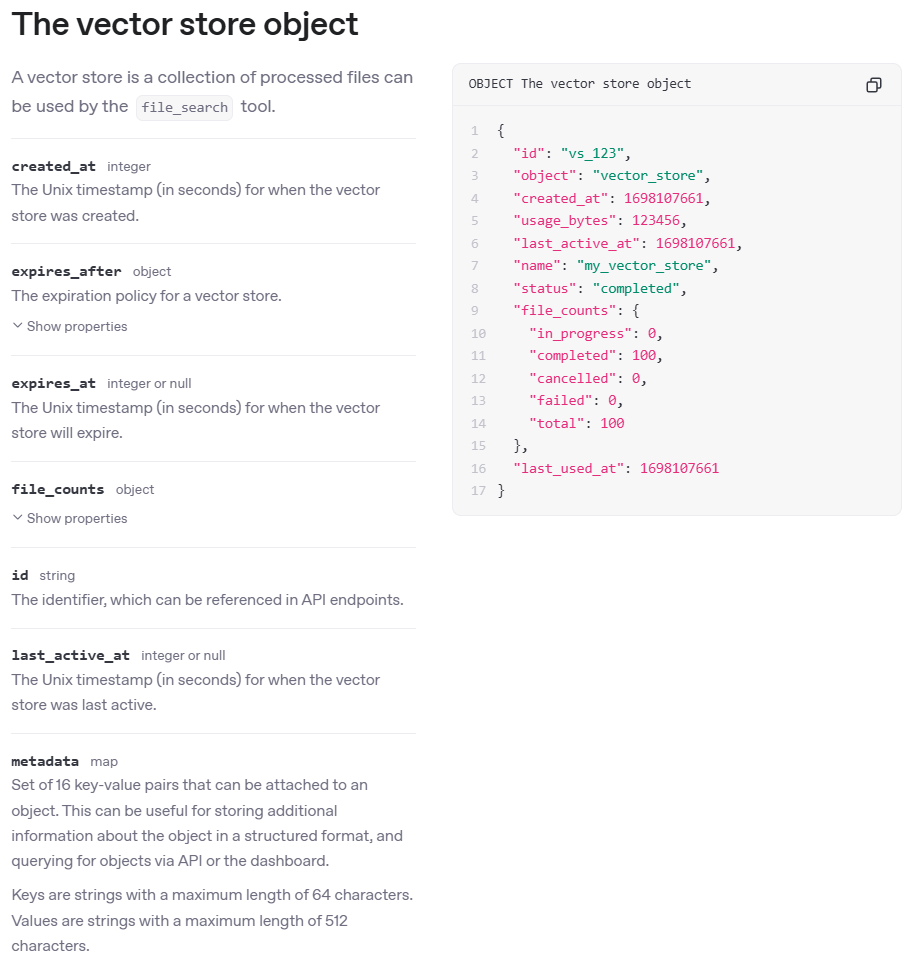 The vector store object
A vector store is a collection of processed files can
be used by the file_search tool.
created_at integer
The Unix timestamp (in seconds) for when the vector
store was created.
expires_after object
The expiration policy for a vector store.
Show properties
expires_at integer or null
The Unix timestamp (in seconds) for when the vector
store will expire.
file_counts object
Show properties
id string
The identifier, which can be referenced in API endpoints.
last_active_at integer or null
The Unix timestamp (in seconds) for when the vector
store was last active.
metadata map
Set of 16 key-value pairs that can be attached to an
object. This can be useful for storing additional
information about the object in a structured format, and
querying for objects via API or the dashboard.
Keys are strings with a maximum length of 64 characters.
Values are strings with a maximum length of 512
characters.
OBJECT The vector store object
1 {
2 "id": "vs_123",
3 "object": "vector_store",
4 "created_at": 1698107661,
5 "usage_bytes": 123456,
6 "last_active_at": 1698107661,
7 "name": "my_vector_store",
8 "status": "completed",
9 "file_counts": {
10 "in_progress": 0,
11 "completed": 100,
12 "cancelled": 0,
13 "failed": 0,
14 "total": 100
15 },
16 "last_used_at": 1698107661
17 }